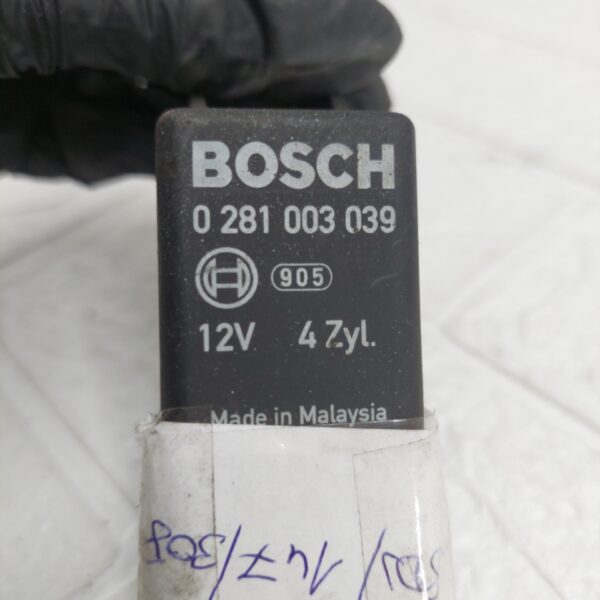 BOSCH
0 281 003 039
905
12V 4 Zyl.
Made in Malaysia